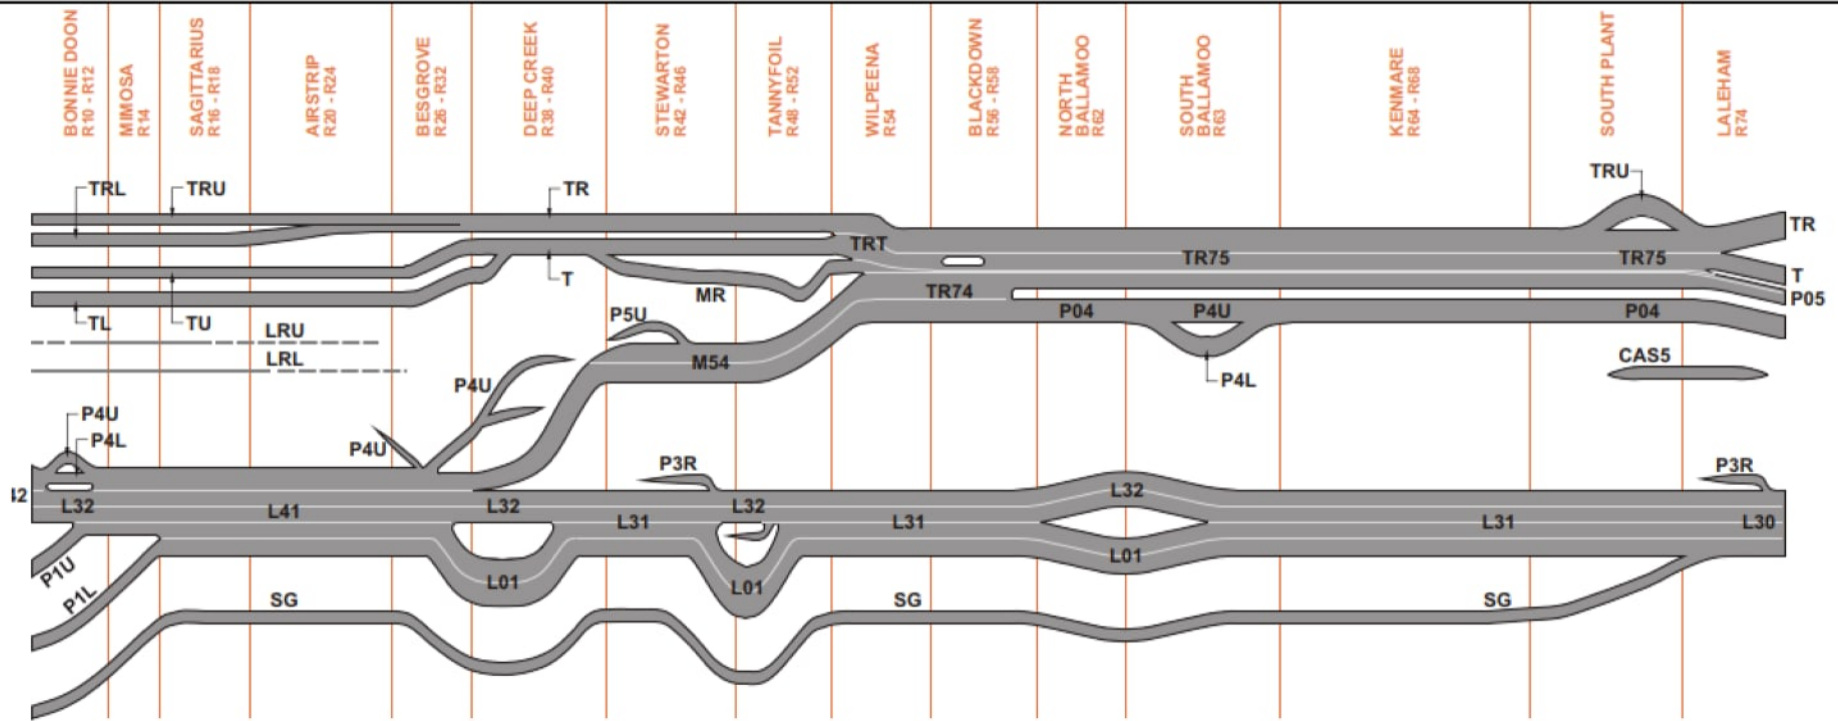 BONNIE DOON
R10 - R12
MIMOSA
R14
SAGITTARIUS
R16 - R18
AIRSTRIP
R20 - R24
BESGROVE
R26 - R32
DEEP CREEK
R38 - R40
STEWARTON
R42 - R46
TANNYFOIL
R48 - R52
WILPEENA
R54
BLACKDOWN
R56 - R58
NORTH
BALLAMOO
R62
SOUTH
BALLAMOO
R63
KENMARE
R64 - R68
SOUTH PLANT
LALEHAM
R74
TRL
TRU
TR
TRU
TR
TRT
TR75
TR75
T
T
MR
TR74
P05
TL
TU
P5U
P04
P4U
P04
LRU
LRL
M54
CAS5
P4U
P4L
P4U
P4L
P4U
P3R
P3R
42
L32
L41
L32
L31
L32
L31
L32
L31
L30
P1U
P1L
L01
L01
L01
SG
SG
SG